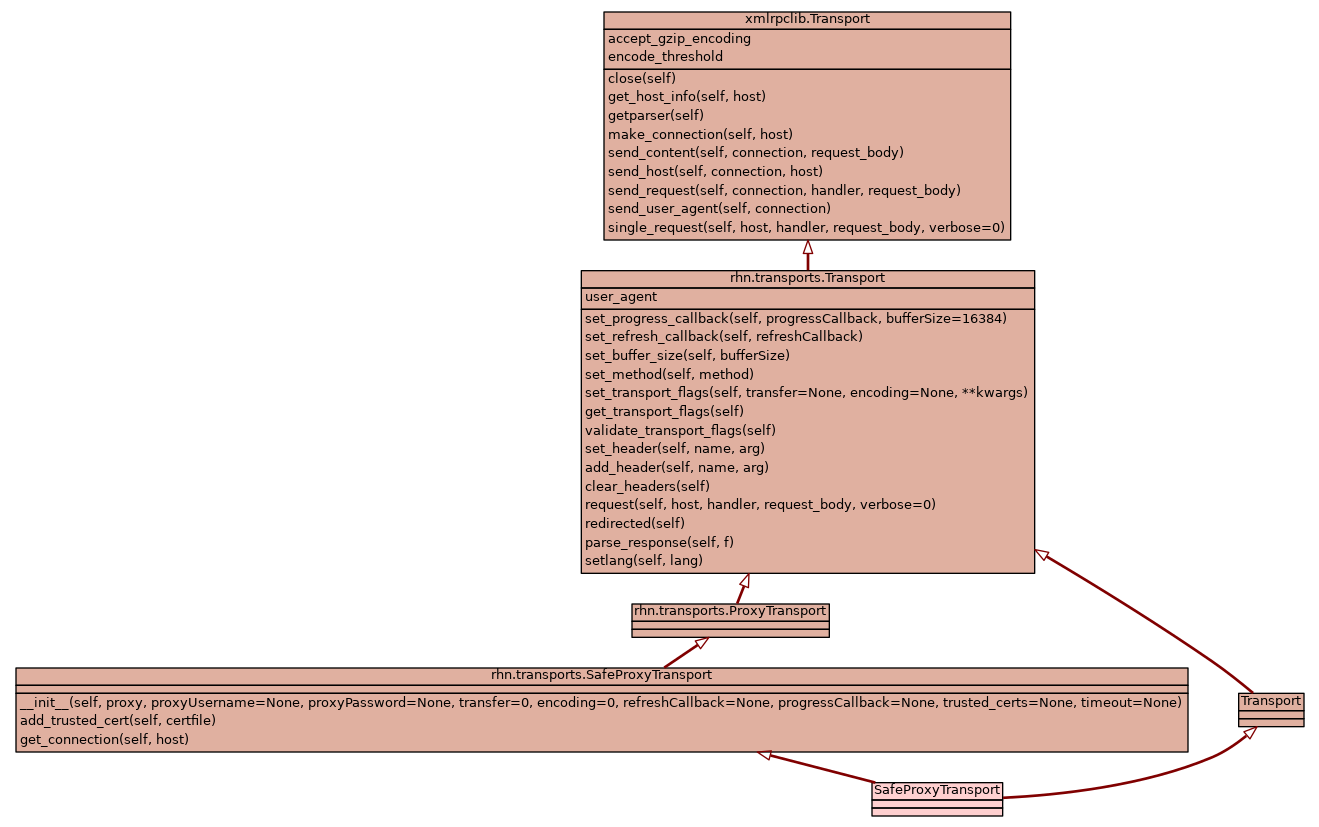 xmlrpclib.Transport
accept_gzip_encoding
encode_threshold
close(self)
get_host_info(self, host)
getparser(self)
make_connection(self, host)
send_content(self, connection, request_body)
send_host(self, connection, host)
send_request(self, connection, handler, request_body)
send_user_agent(self, connection)
single_request(self, host, handler, request_body, verbose=0)
rhn.transports.Transport
user_agent
set_progress_callback(self, progressCallback, bufferSize=16384)
set_refresh_callback(self, refreshCallback)
set_buffer_size(self, bufferSize)
set_method(self, method)
set_transport_flags(self, transfer=None, encoding=None, **kwargs)
get_transport_flags(self)
validate_transport_flags(self)
set_header(self, name, arg)
add_header(self, name, arg)
clear_headers(self)
request(self, host, handler, request_body, verbose=0)
redirected(self)
parse_response(self, f)
setlang(self, lang)
rhn.transports.ProxyTransport
rhn.transports.SafeProxyTransport
__init__(self, proxy, proxyUsername=None, proxyPassword=None, transfer=0, encoding=0, refreshCallback=None, progressCallback=None, trusted_certs=None, timeout=None)
add_trusted_cert(self, certfile)
get_connection(self, host)
Transport
SafeProxyTransport